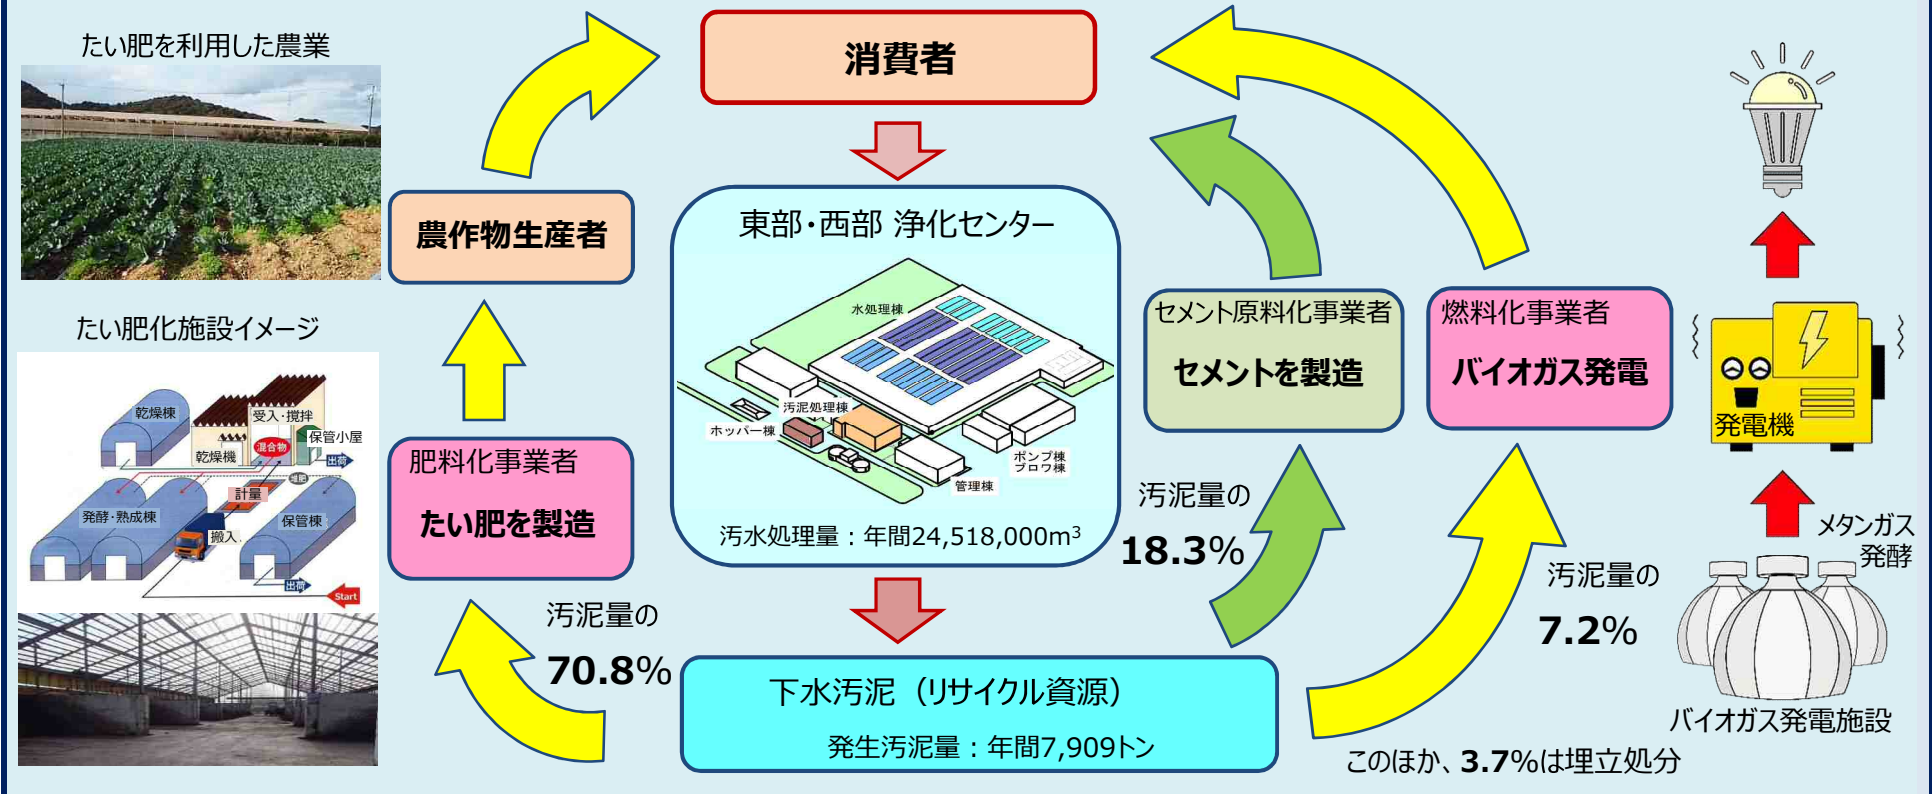 たい肥を利用した農業
消費者
農作物生産者
東部・西部 浄化センター
水処理棟
汚泥処理棟
ホッパー棟
ポンプ棟
ブロワ棟
管理棟
汚水処理量：年間24,518,000m³
セメント原料化事業者
セメントを製造
燃料化事業者
バイオガス発電
発電機
たい肥化施設イメージ
乾燥棟
受入・撹拌
保管小屋
乾燥機
混合物
出荷
堆肥
計量
発酵・熟成棟
保管棟
搬入
出荷
Start
肥料化事業者
たい肥を製造
汚泥量の
70.8%
汚泥量の
18.3%
汚泥量の
7.2%
メタンガス
発酵
バイオガス発電施設
下水汚泥（リサイクル資源）
発生汚泥量：年間7,909トン
このほか、3.7%は埋立処分